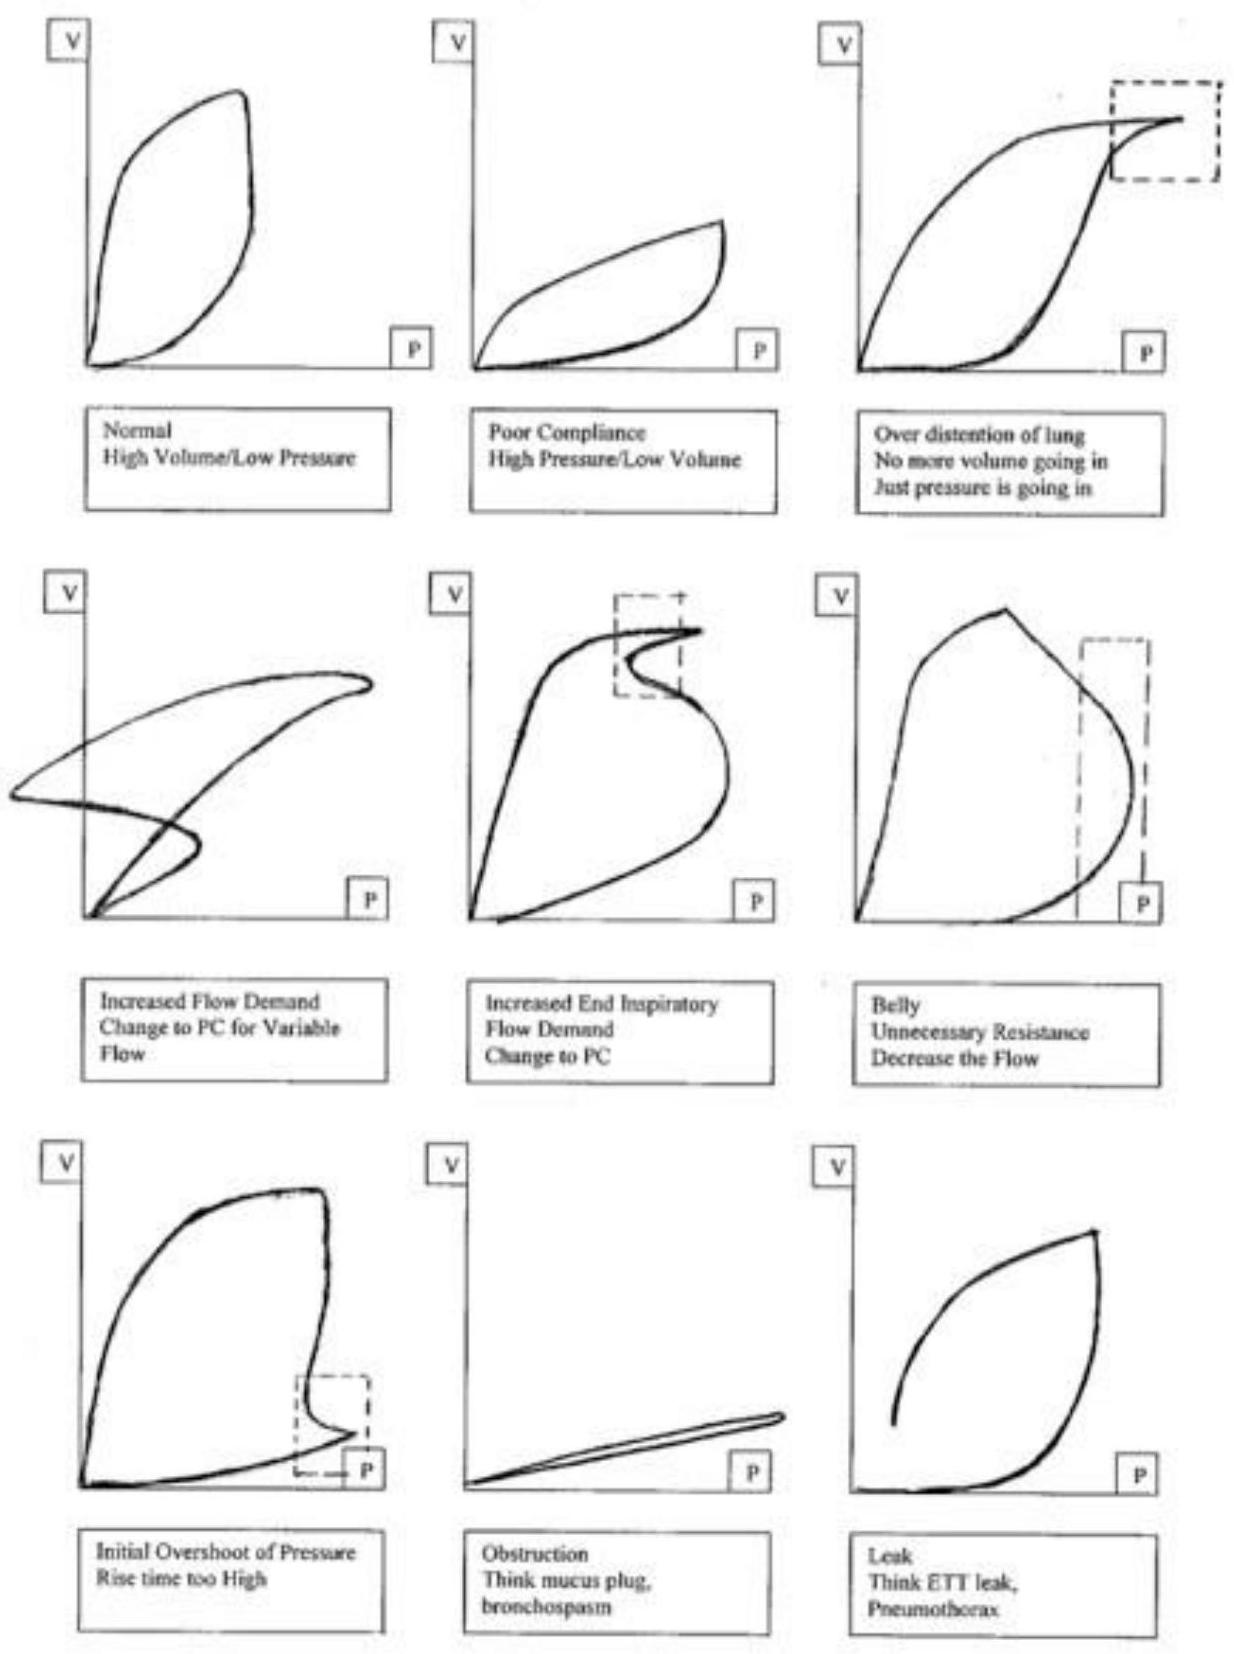 V
V
V
P
P
P
Normal
High Volume/Low Pressure
Poor Compliance
High Pressure/Low Volume
Over distention of lung
No more volume going in
Just pressure is going in
V
V
V
P
P
P
Increased Flow Demand
Change to PC for Variable
Flow
Increased End Inspiratory
Flow Demand
Change to PC
Belly
Unnecessary Resistance
Decrease the Flow
V
V
V
P
P
P
Initial Overshoot of Pressure
Rise time too High
Obstruction
Think mucus plug,
bronchospasm
Leak
Think ETT leak,
Pneumothorax